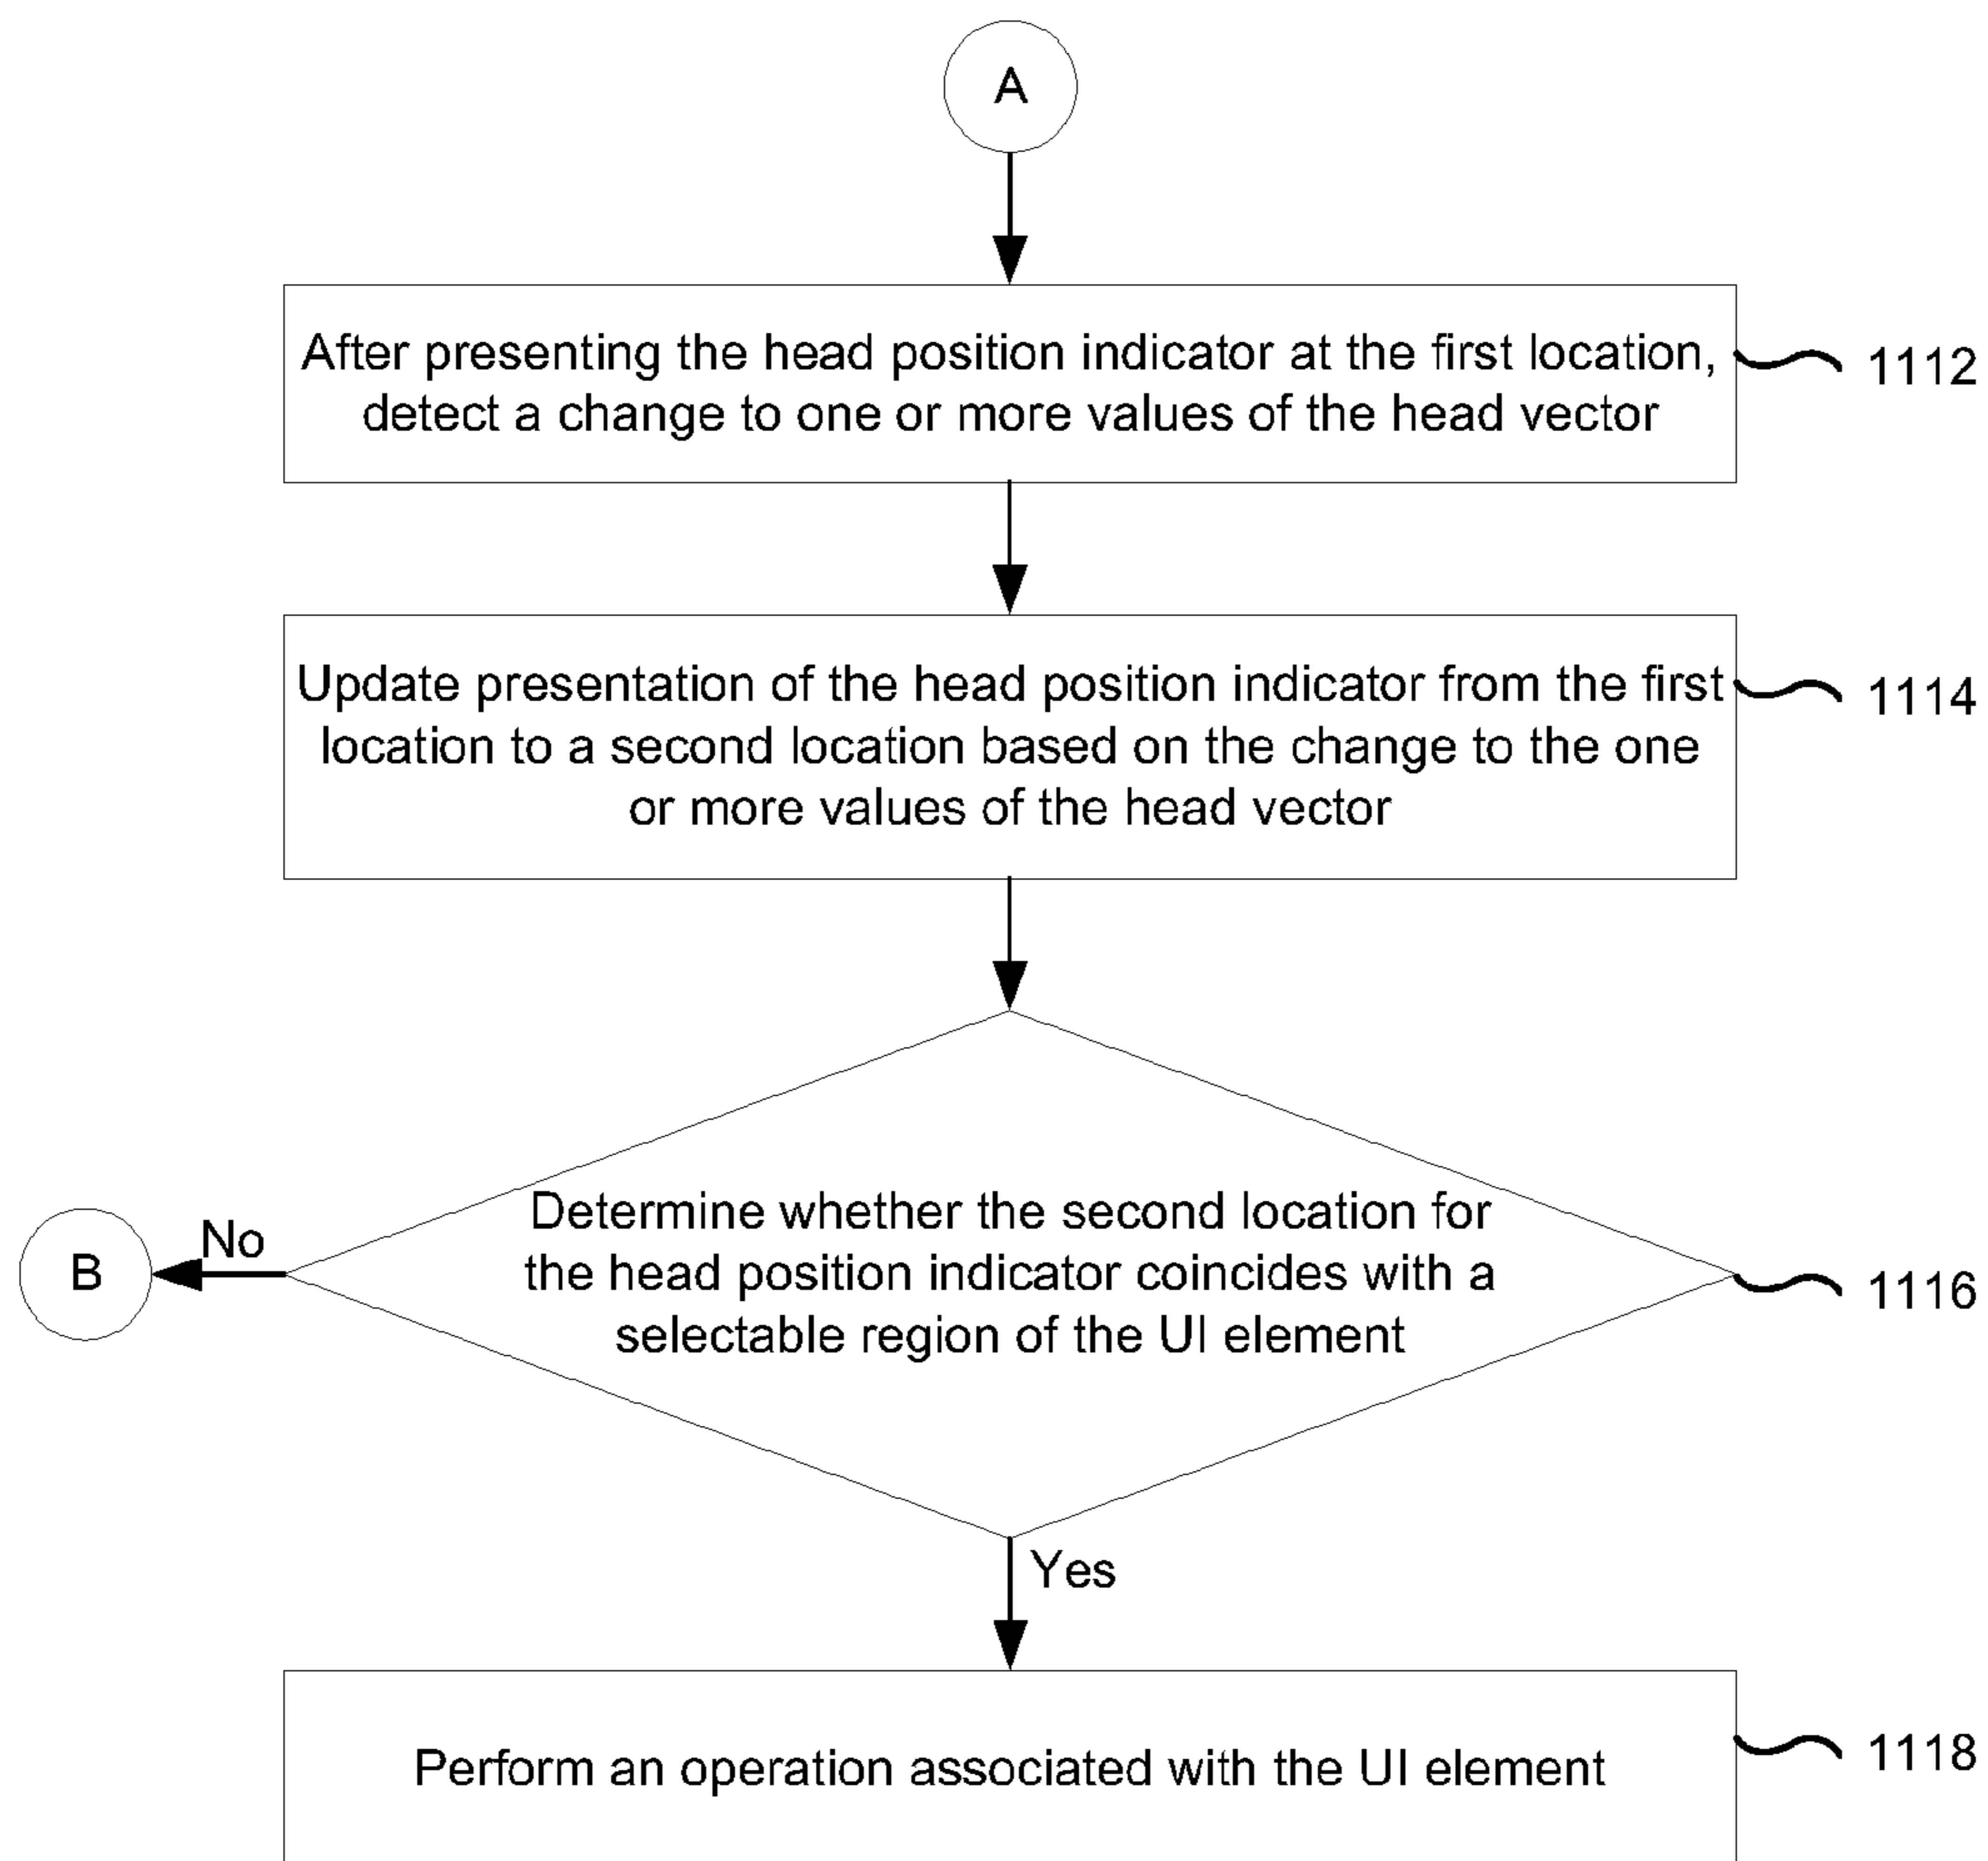 A
After presenting the head position indicator at the first location,
detect a change to one or more values of the head vector
1112
Update presentation of the head position indicator from the first
location to a second location based on the change to the one
or more values of the head vector
1114
Determine whether the second location for
the head position indicator coincides with a
selectable region of the UI element
1116
No
B
Yes
Perform an operation associated with the UI element
1118